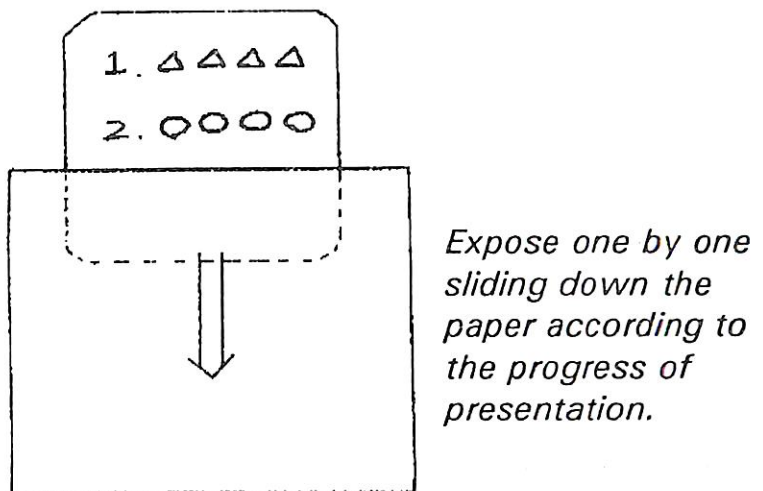 1. △ △ △ △
2. ○ ○ ○ ○
Expose one by one
sliding down the
paper according to
the progress of
presentation.